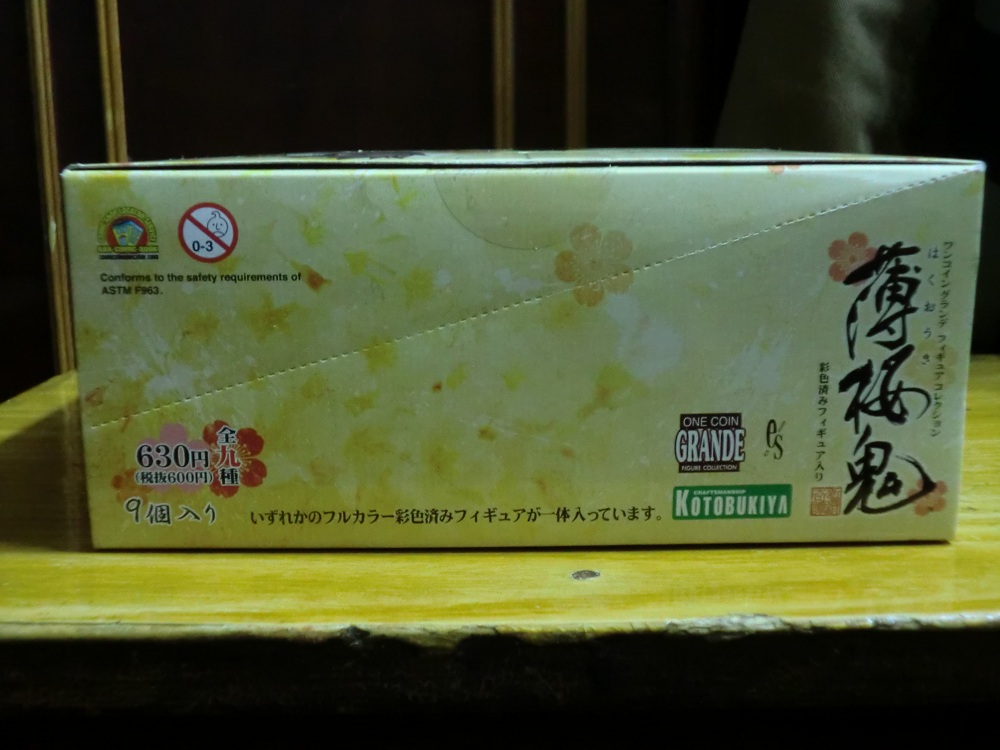 0-3
Conforms to the safety requirements of
ASTM F963.
630円
(税抜600円)
全九種
9個入り
いずれかのフルカラー彩色済みフィギュアが一体入っています。
ONE COIN
GRANDE
FIGURE COLLECTION
e's
CRAFTSMANSHIP
KOTOBUKIYA
ワンコイングランデ フィギュアコレクション
はくおうき
薄桜鬼
彩色済みフィギュア入り